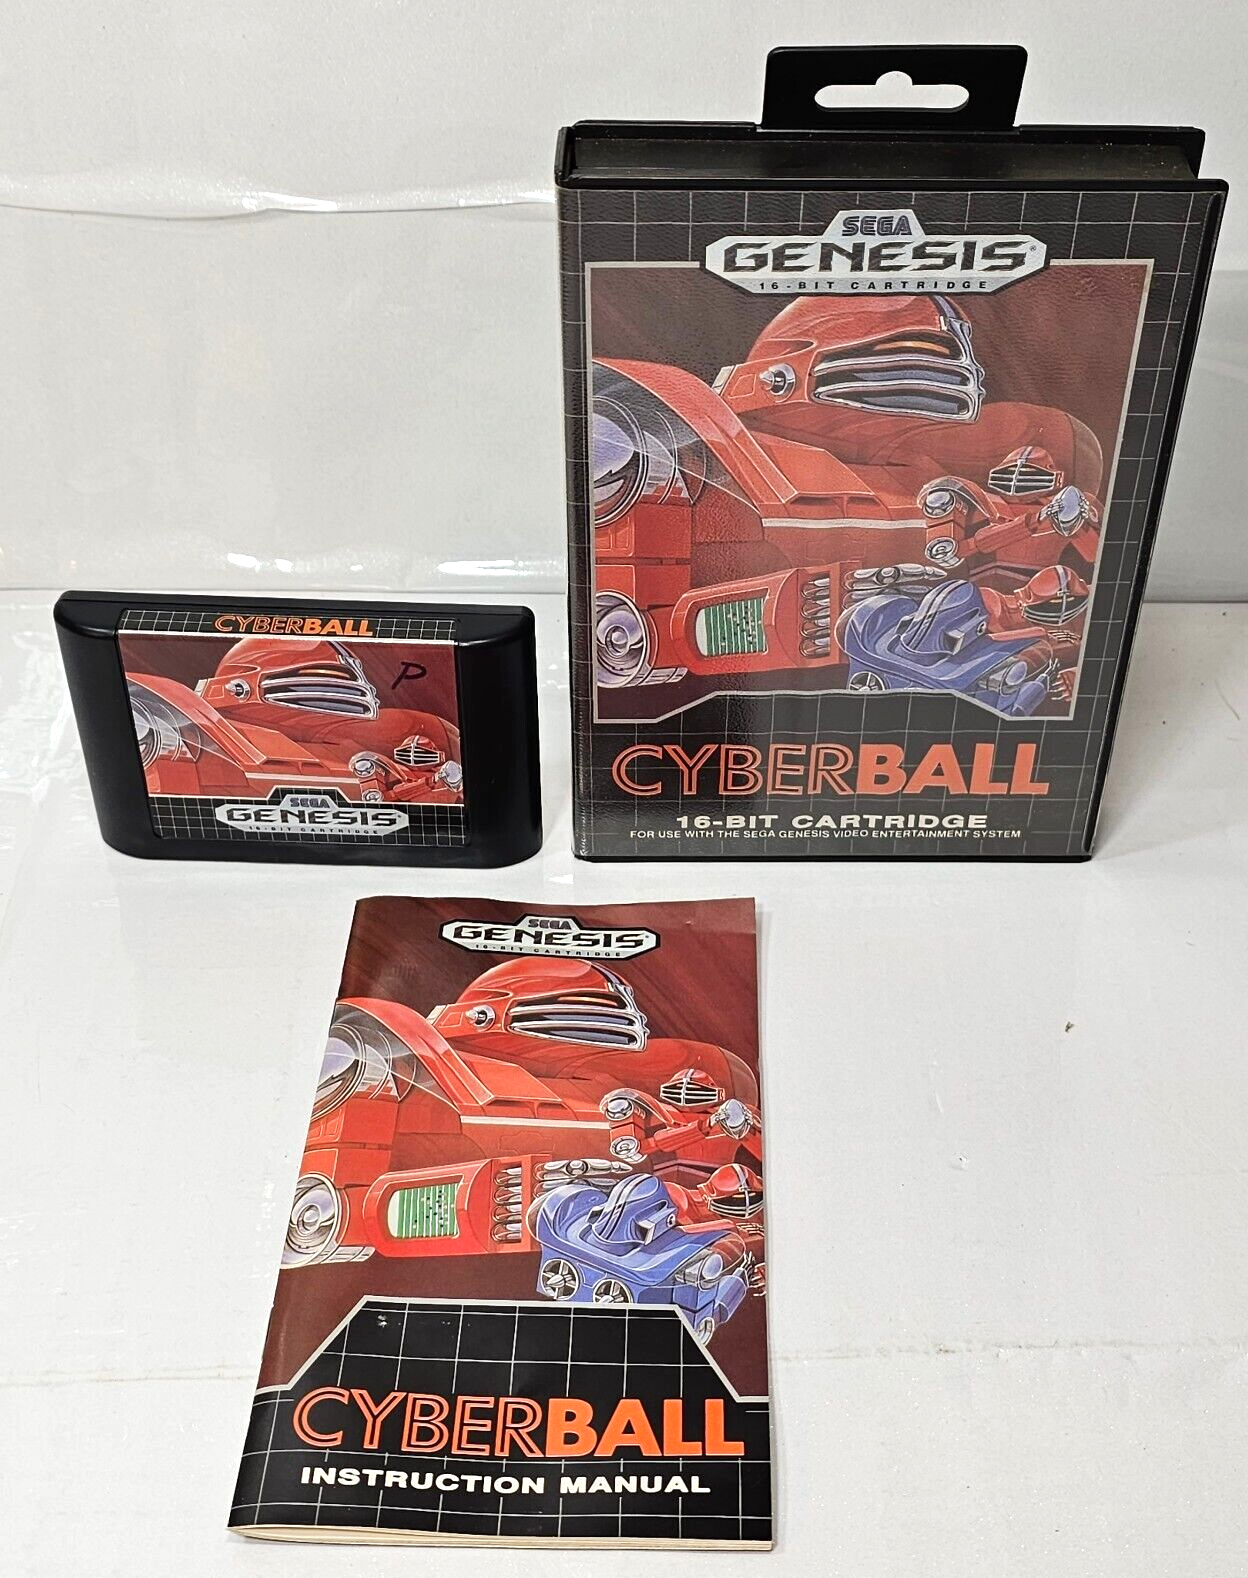 SEGA
GENESIS®
16-BIT CARTRIDGE
CYBERBALL
16-BIT CARTRIDGE
FOR USE WITH THE SEGA GENESIS VIDEO ENTERTAINMENT SYSTEM
CYBERBALL
P
SEGA
GENESIS
16-BIT CARTRIDGE
SEGA
GENESIS
16-BIT CARTRIDGE
CYBERBALL
INSTRUCTION MANUAL